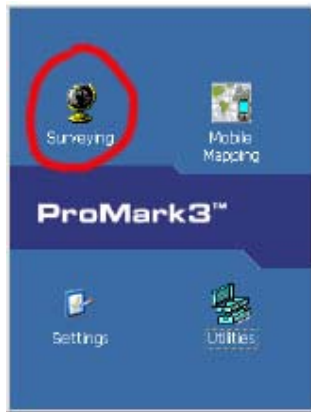 Surveying
Mobile
Mapping
ProMark3™
Settings
Utilities